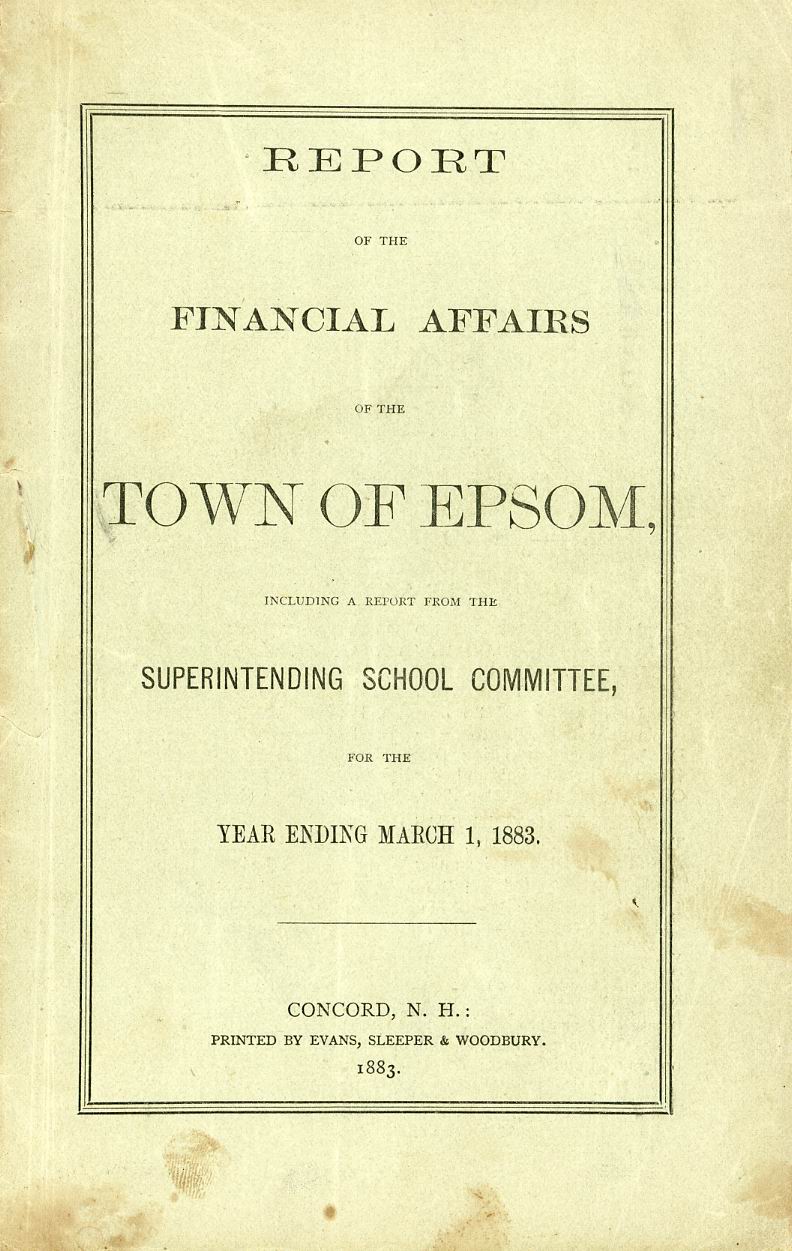 REPORT
OF THE
FINANCIAL AFFAIRS
OF THE
TOWN OF EPSOM,
INCLUDING A REPORT FROM THE
SUPERINTENDING SCHOOL COMMITTEE,
FOR THE
YEAR ENDING MARCH 1, 1883.
CONCORD, N. H.:
PRINTED BY EVANS, SLEEPER & WOODBURY.
1883.